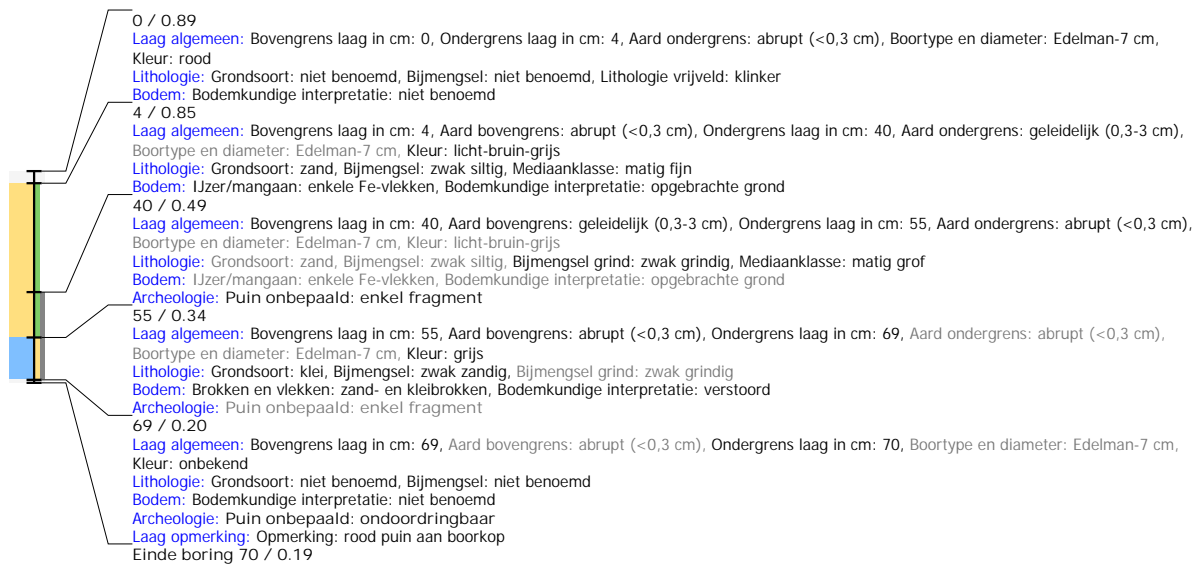 0 / 0.89
Laag algemeen: Bovengrens laag in cm: 0, Ondergrens laag in cm: 4, Aard ondergrens: abrupt (<0,3 cm), Boortype en diameter: Edelman-7 cm,
Kleur: rood
Lithologie: Grondsoort: niet benoemd, Bijmengsel: niet benoemd, Lithologie vrijveld: klinker
Bodem: Bodemkundige interpretatie: niet benoemd
4 / 0.85
Laag algemeen: Bovengrens laag in cm: 4, Aard bovengrens: abrupt (<0,3 cm), Ondergrens laag in cm: 40, Aard ondergrens: geleidelijk (0,3-3 cm),
Boortype en diameter: Edelman-7 cm, Kleur: licht-bruin-grijs
Lithologie: Grondsoort: zand, Bijmengsel: zwak siltig, Mediaanklasse: matig fijn
Bodem: IJzer/mangaan: enkele Fe-vlekken, Bodemkundige interpretatie: opgebrachte grond
40 / 0.49
Laag algemeen: Bovengrens laag in cm: 40, Aard bovengrens: geleidelijk (0,3-3 cm), Ondergrens laag in cm: 55, Aard ondergrens: abrupt (<0,3 cm),
Boortype en diameter: Edelman-7 cm, Kleur: licht-bruin-grijs
Lithologie: Grondsoort: zand, Bijmengsel: zwak siltig, Bijmengsel grind: zwak grindig, Mediaanklasse: matig grof
Bodem: IJzer/mangaan: enkele Fe-vlekken, Bodemkundige interpretatie: opgebrachte grond
Archeologie: Puin onbepaald: enkel fragment
55 / 0.34
Laag algemeen: Bovengrens laag in cm: 55, Aard bovengrens: abrupt (<0,3 cm), Ondergrens laag in cm: 69, Aard ondergrens: abrupt (<0,3 cm),
Boortype en diameter: Edelman-7 cm, Kleur: grijs
Lithologie: Grondsoort: klei, Bijmengsel: zwak zandig, Bijmengsel grind: zwak grindig
Bodem: Brokken en vlekken: zand- en kleibrokken, Bodemkundige interpretatie: verstoord
Archeologie: Puin onbepaald: enkel fragment
69 / 0.20
Laag algemeen: Bovengrens laag in cm: 69, Aard bovengrens: abrupt (<0,3 cm), Ondergrens laag in cm: 70, Boortype en diameter: Edelman-7 cm,
Kleur: onbekend
Lithologie: Grondsoort: niet benoemd, Bijmengsel: niet benoemd
Bodem: Bodemkundige interpretatie: niet benoemd
Archeologie: Puin onbepaald: ondoordringbaar
Laag opmerking: Opmerking: rood puin aan boorkop
Einde boring 70 / 0.19